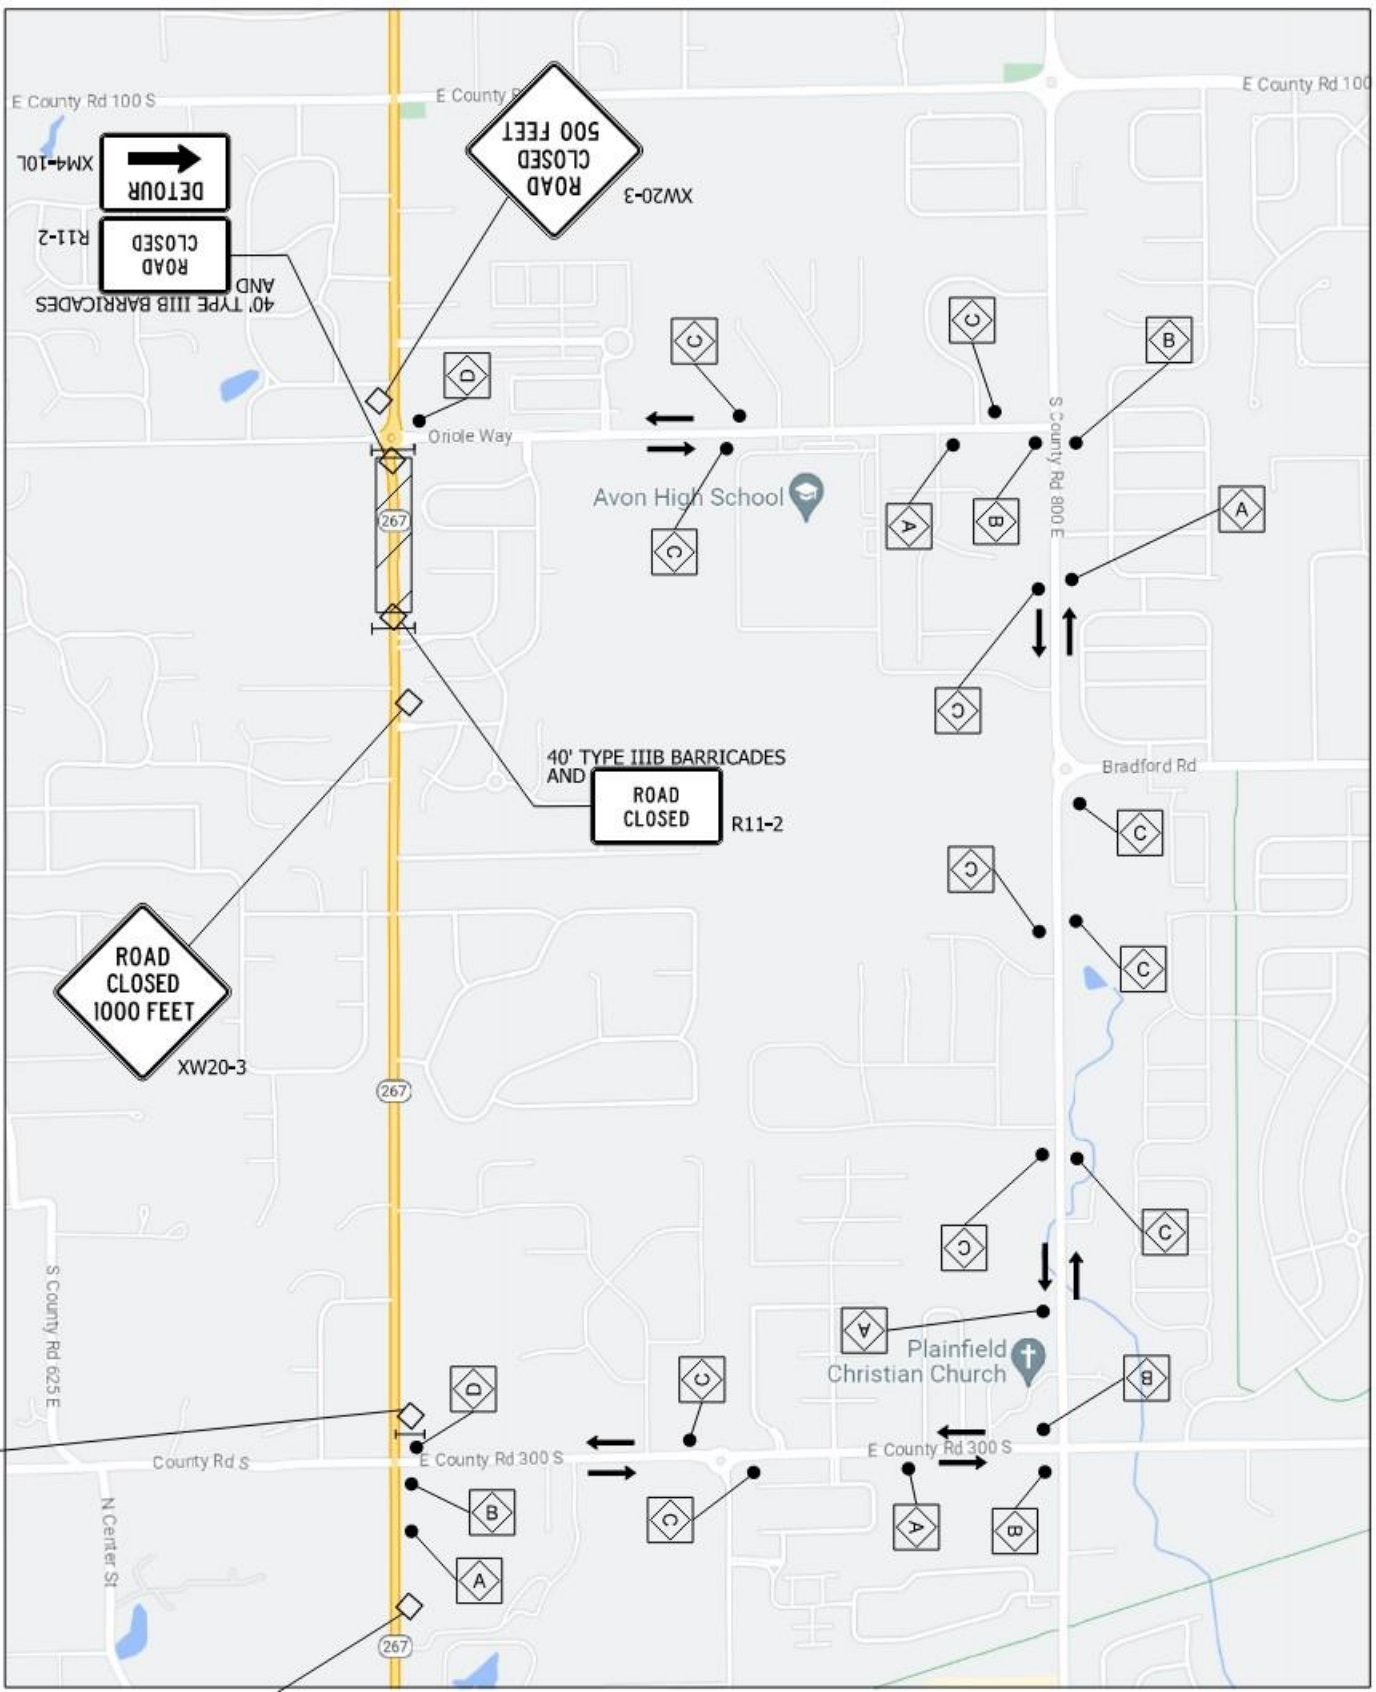 E County Rd 100 S
E County R
E County Rd 100
XM4-10L
DETOUR
R11-2
ROAD
CLOSED
40' TYPE IIIB BARRICADES
AND
ROAD
CLOSED
500 FEET
XW20-3
D
C
C
B
Oriole Way
S County Rd 800 E
Avon High School
267
C
A
B
A
C
Bradford Rd
40' TYPE IIIB BARRICADES
AND
ROAD
CLOSED
R11-2
C
C
C
ROAD
CLOSED
1000 FEET
XW20-3
267
C
C
A
Plainfield
Christian Church
S County Rd 625 E
D
C
B
County Rd S
E County Rd 300 S
E County Rd 300 S
B
C
A
B
N Center St
A
267